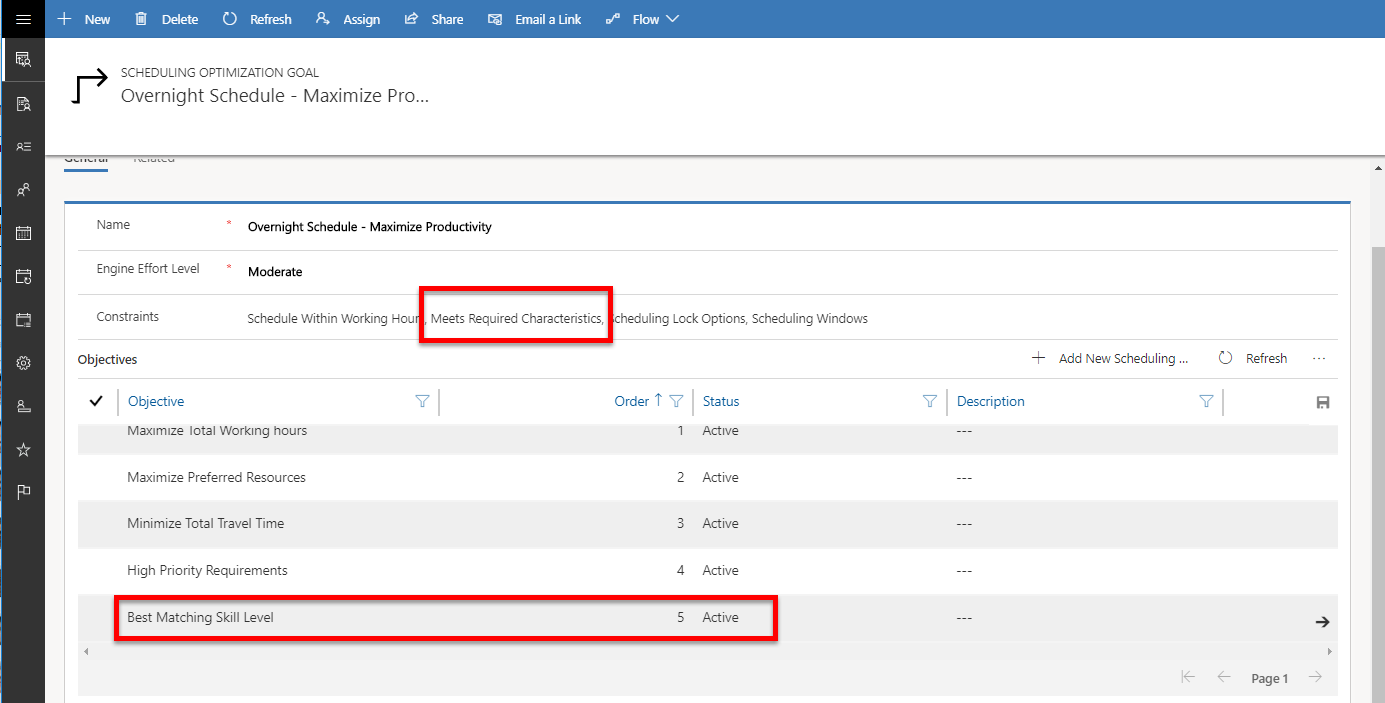 New Delete Refresh Assign Share Email a Link Flow
SCHEDULING OPTIMIZATION GOAL
Overnight Schedule - Maximize Pro...
General Related
Name * Overnight Schedule - Maximize Productivity
Engine Effort Level * Moderate
Constraints Schedule Within Working Hours, Meets Required Characteristics, Scheduling Lock Options, Scheduling Windows
Objectives Add New Scheduling ... Refresh ...
Objective Order ↑ Status Description
Maximize Total Working hours 1 Active ---
Maximize Preferred Resources 2 Active ---
Minimize Total Travel Time 3 Active ---
High Priority Requirements 4 Active ---
Best Matching Skill Level 5 Active ---
Page 1